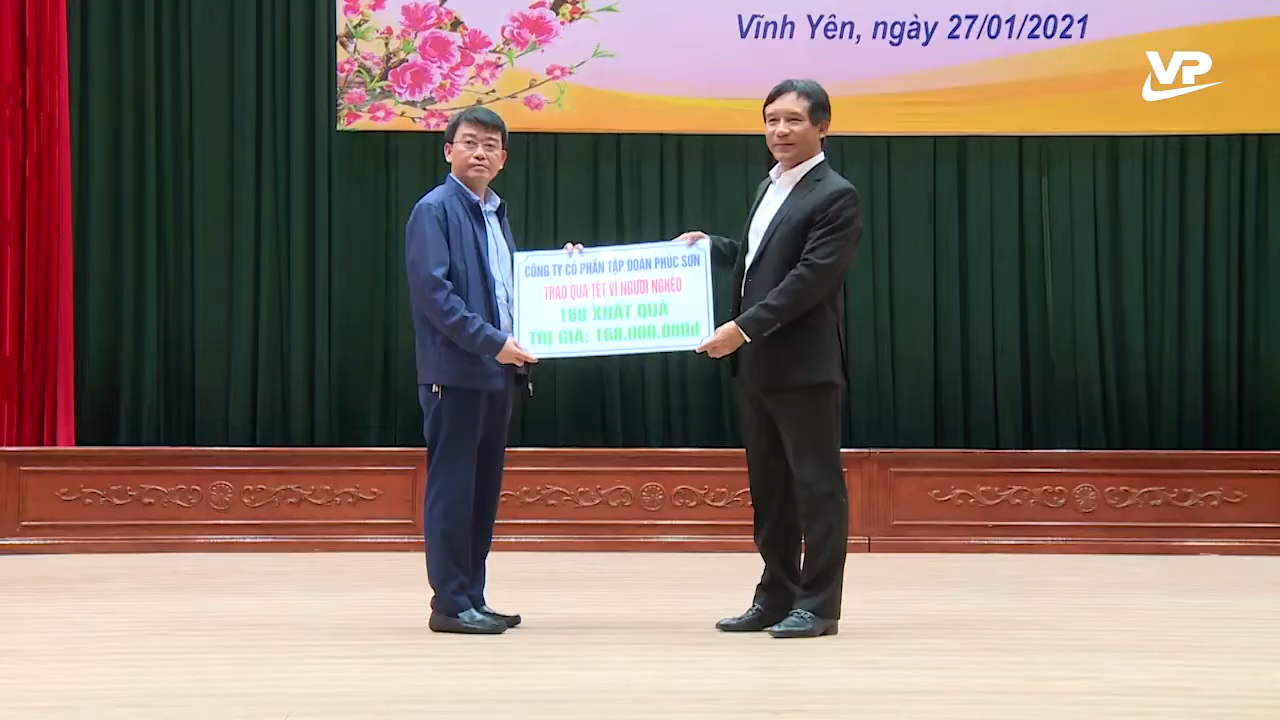 Vĩnh Yên, ngày 27/01/2021
VP
CÔNG TY CỔ PHẦN TẬP ĐOÀN PHÚC SƠN
TRAO QUÀ TẾT VÌ NGƯỜI NGHÈO
168 XUẤT QUÀ
TRỊ GIÁ: 168.000.000đ